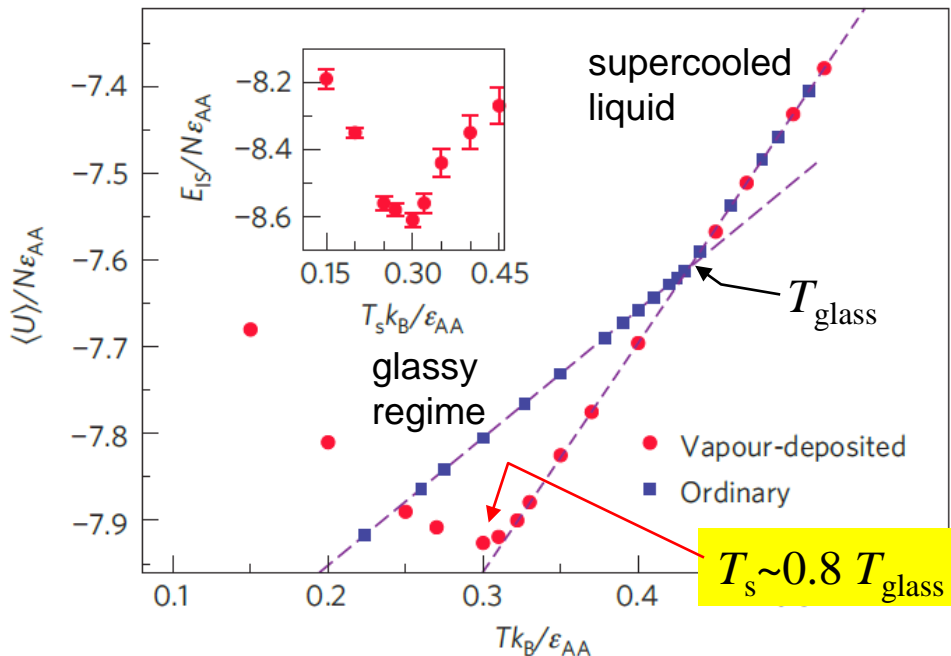 supercooled
liquid
−7.4
−7.5
−7.6
−7.7
−7.8
−7.9
⟨U⟩/Nε_AA
−8.2
−8.4
−8.6
E_IS/Nε_AA
0.15
0.30
0.45
T_s k_B/ε_AA
T_glass
glassy
regime
Vapour-deposited
Ordinary
T_s~0.8 T_glass
0.1
0.2
0.3
0.4
Tk_B/ε_AA